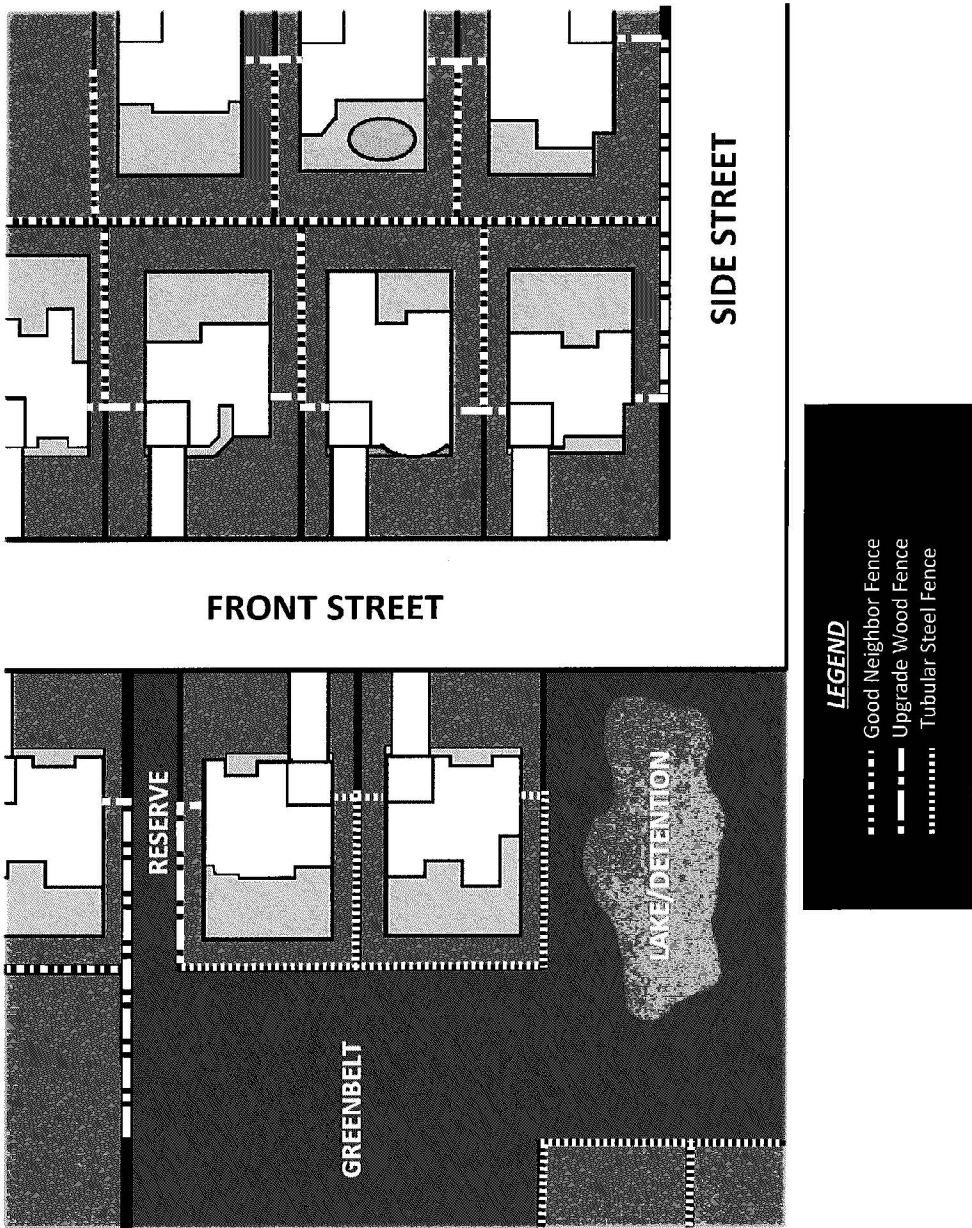 SIDE STREET
FRONT STREET
RESERVE
LAKE/DETENTION
GREENBELT
LEGEND
Good Neighbor Fence
Upgrade Wood Fence
Tubular Steel Fence